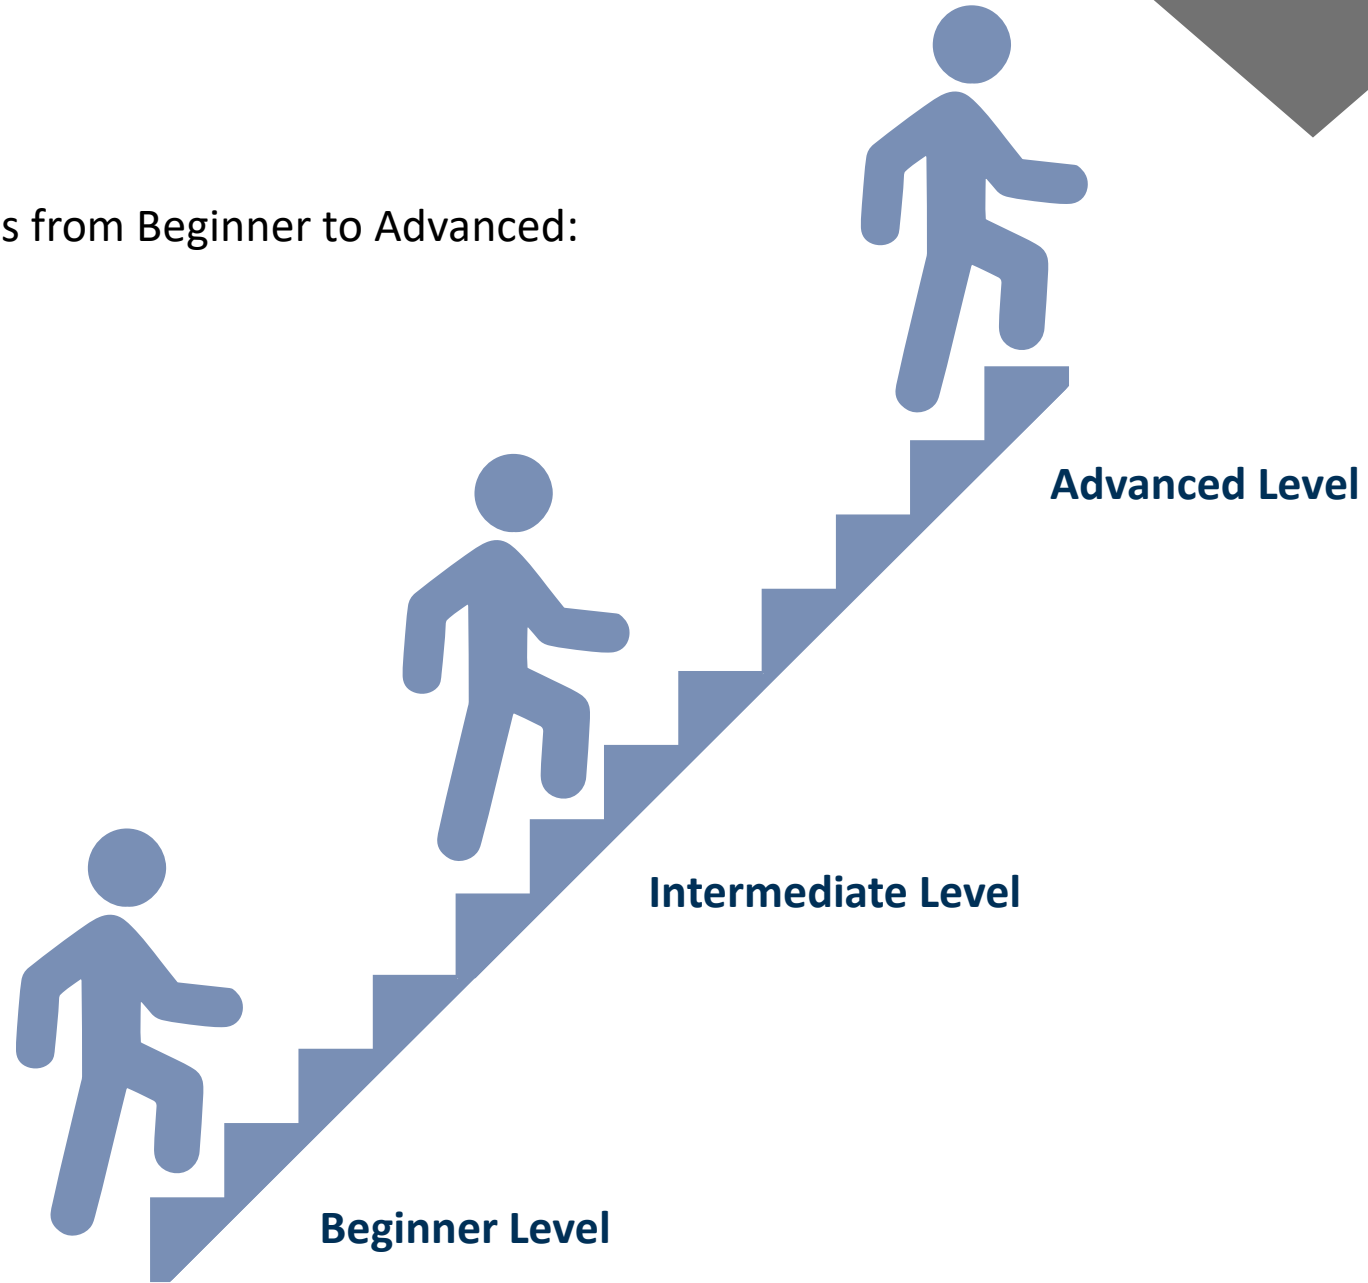 s from Beginner to Advanced:
Advanced Level
Intermediate Level
Beginner Level